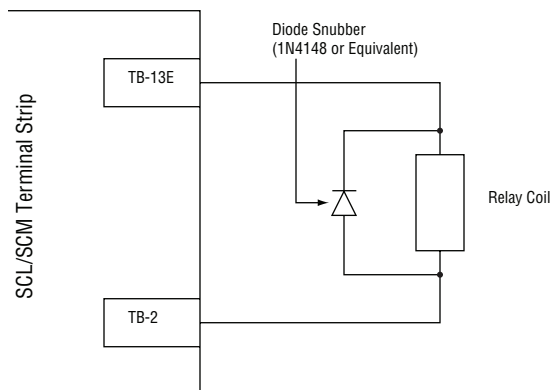 Diode Snubber
(1N4148 or Equivalent)
TB-13E
SCL/SCM Terminal Strip
Relay Coil
TB-2